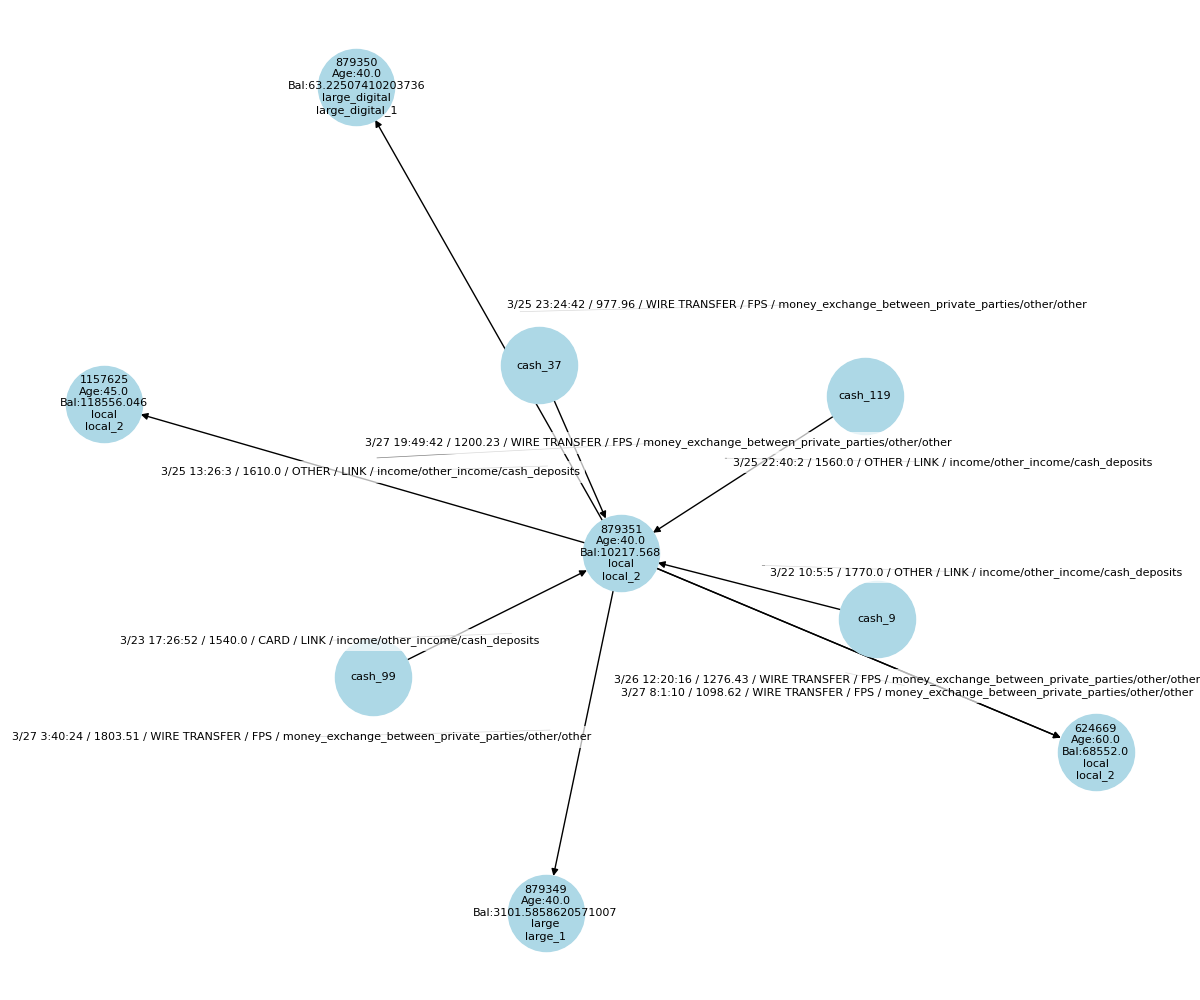 879350
Age:40.0
Bal:63.22507410203736
large_digital
large_digital_1
3/25 23:24:42 / 977.96 / WIRE TRANSFER / FPS / money_exchange_between_private_parties/other/other
cash_37
cash_119
1157625
Age:45.0
Bal:118556.046
local
local_2
3/27 19:49:42 / 1200.23 / WIRE TRANSFER / FPS / money_exchange_between_private_parties/other/other
3/25 22:40:2 / 1560.0 / OTHER / LINK / income/other_income/cash_deposits
3/25 13:26:3 / 1610.0 / OTHER / LINK / income/other_income/cash_deposits
879351
Age:40.0
Bal:10217.568
local
local_2
3/22 10:5:5 / 1770.0 / OTHER / LINK / income/other_income/cash_deposits
cash_9
3/23 17:26:52 / 1540.0 / CARD / LINK / income/other_income/cash_deposits
cash_99
3/26 12:20:16 / 1276.43 / WIRE TRANSFER / FPS / money_exchange_between_private_parties/other/other
3/27 8:1:10 / 1098.62 / WIRE TRANSFER / FPS / money_exchange_between_private_parties/other/other
3/27 3:40:24 / 1803.51 / WIRE TRANSFER / FPS / money_exchange_between_private_parties/other/other
624669
Age:60.0
Bal:68552.0
local
local_2
879349
Age:40.0
Bal:3101.5858620571007
large
large_1